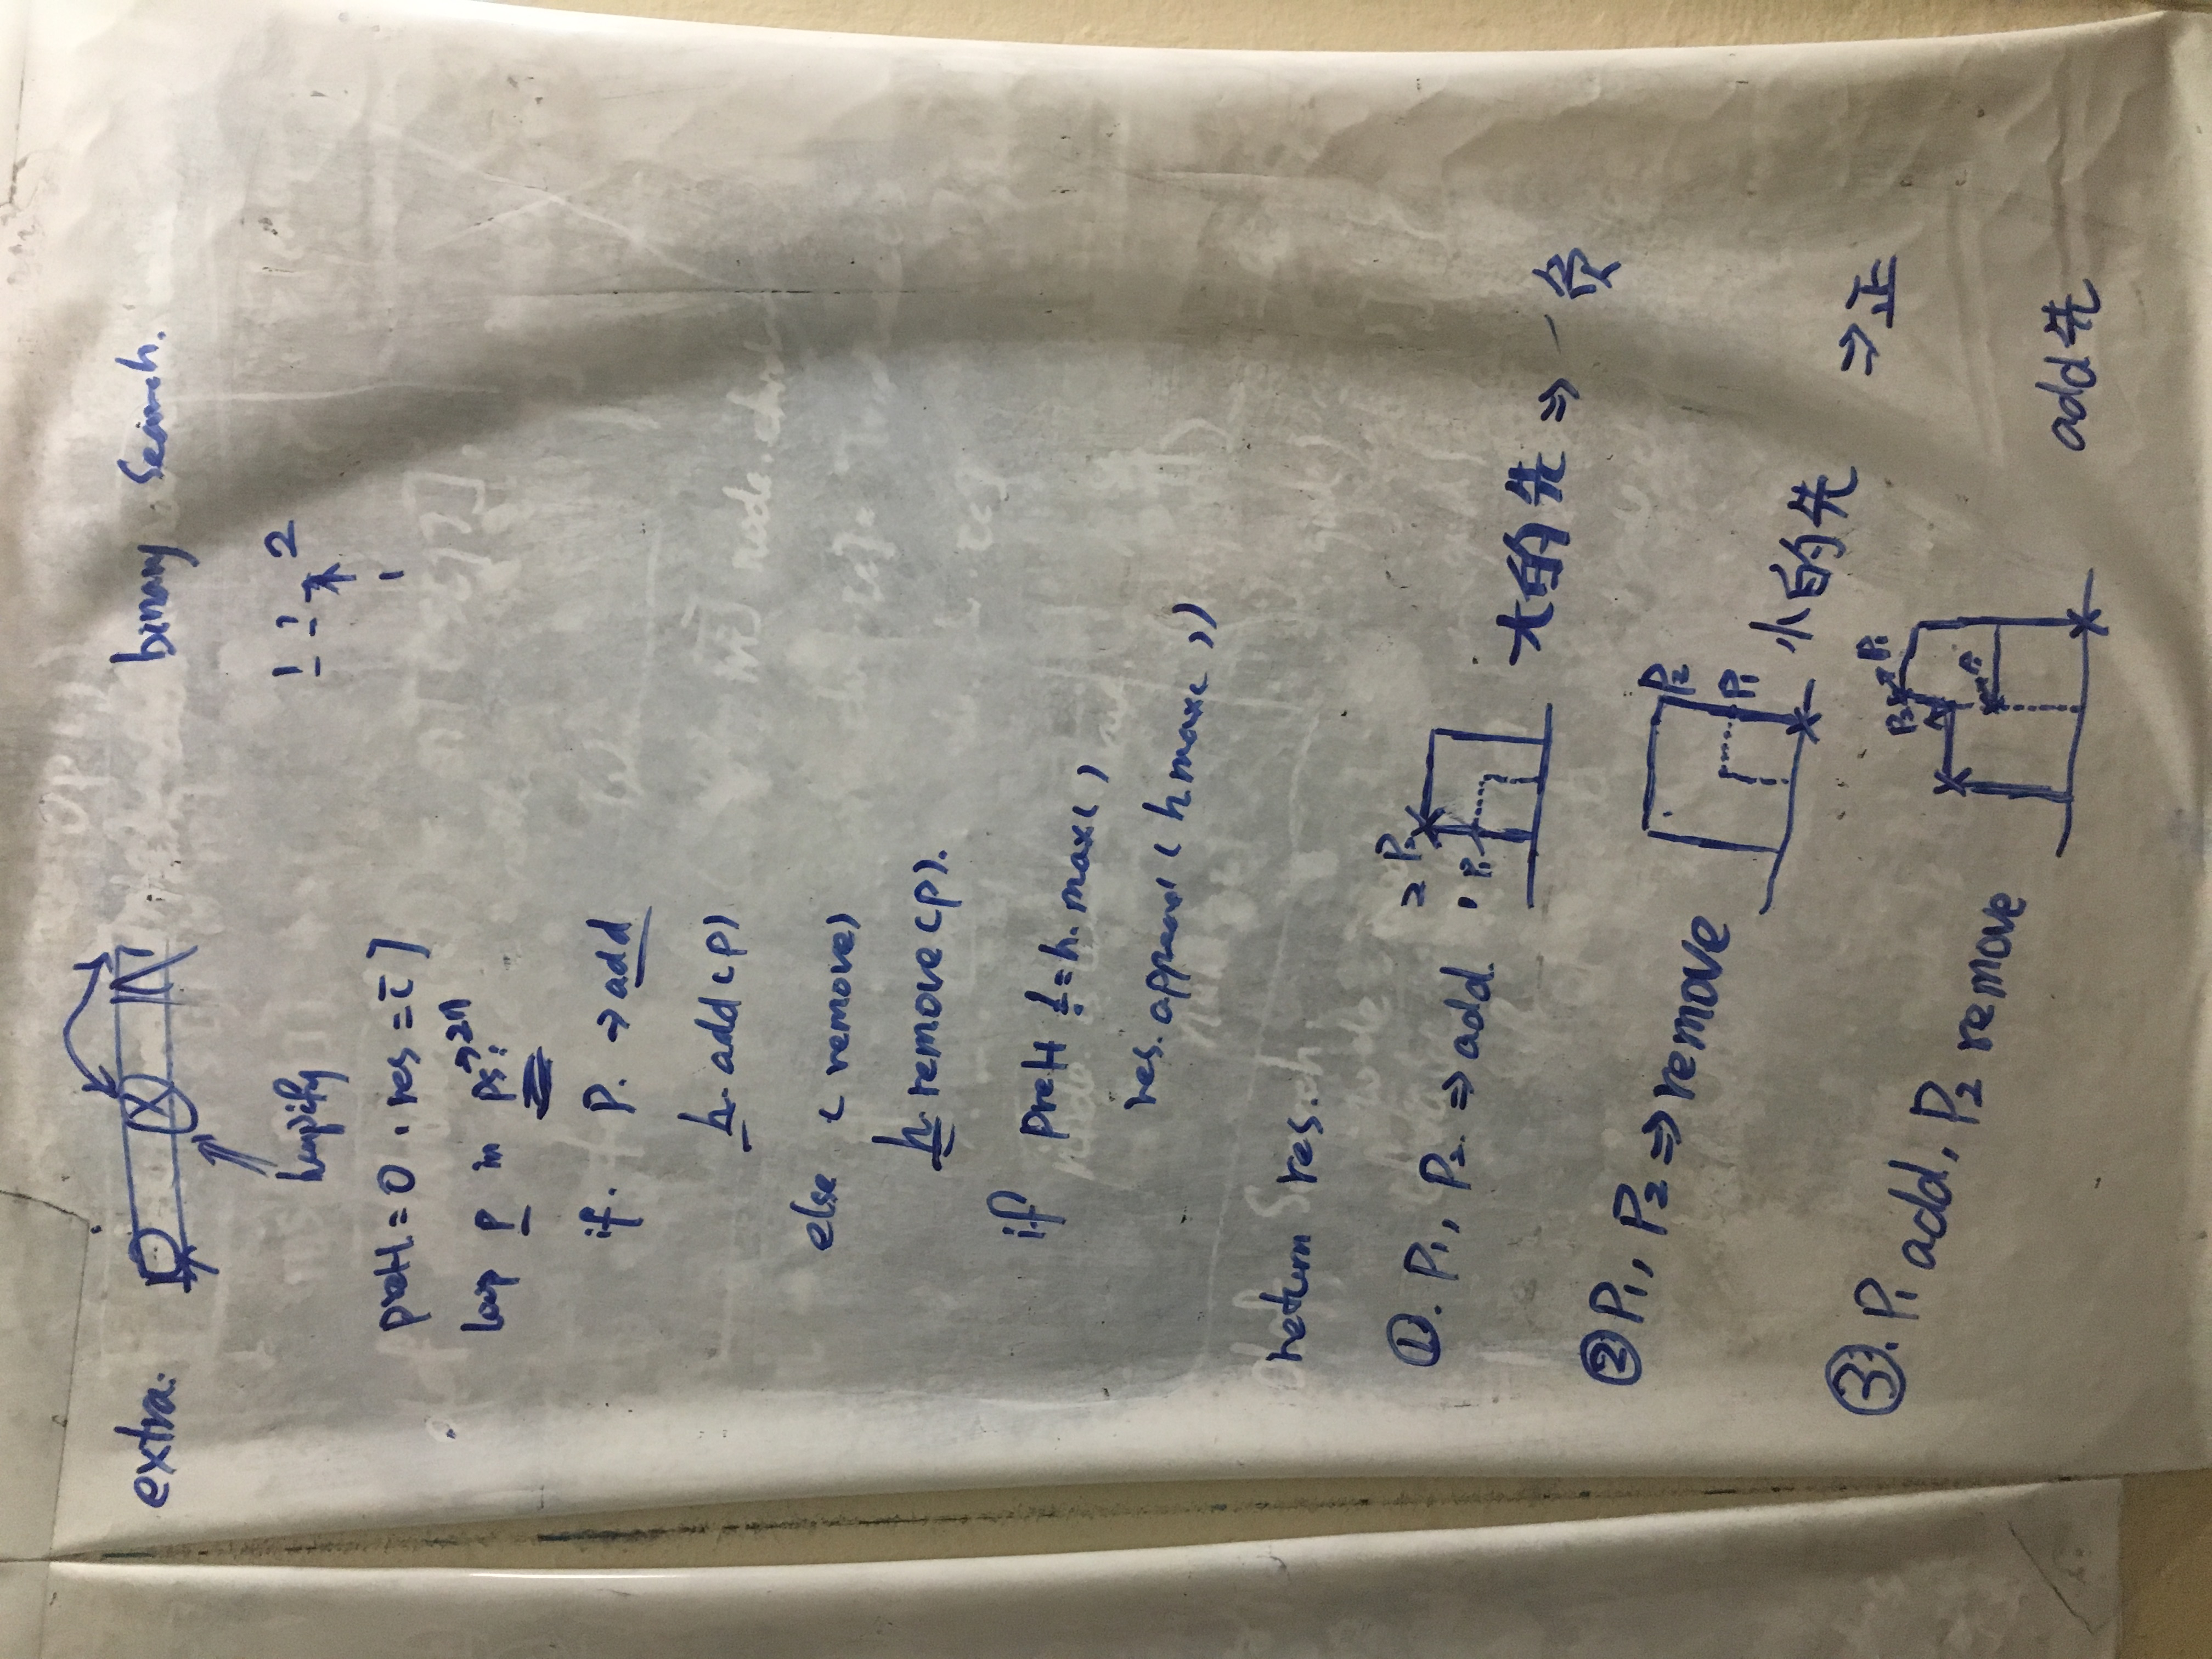 extra:
binary Search.
heapify
1 1 2
1
preH = 0 , res = [ ]
loop p in ps: → 2n
if. P. → add
h. add(p)
else (remove)
h. remove(p).
if preH != h. max( )
res. append (h.max( ))
return res.
①. P₁, P₂ ⇒ add.
2 P₂
1 P₁
大的先 ⇒ - 负
② P₁, P₂ ⇒ remove
P₂
P₁
小的先 ⇒ 正
③. P₁ add, P₂ remove
P₁
add 先